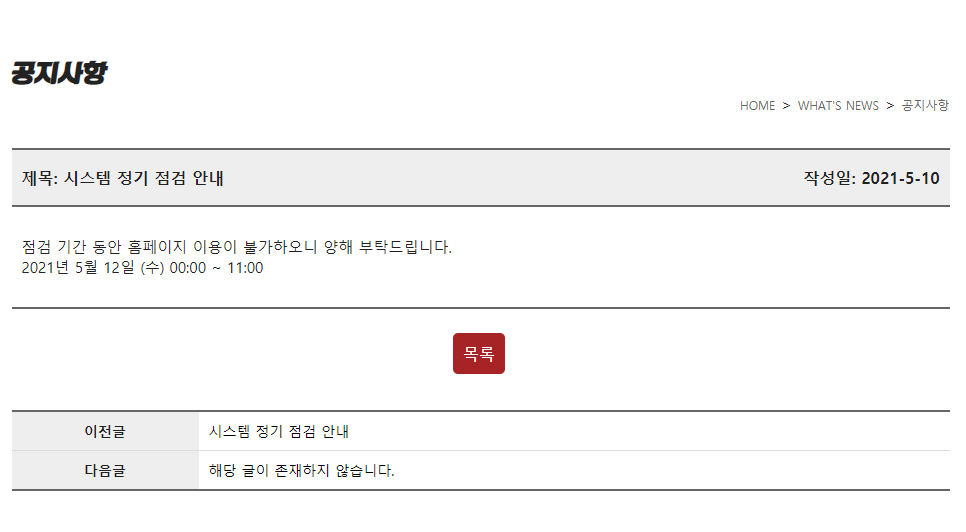 공지사항
HOME > WHAT'S NEWS > 공지사항
제목: 시스템 정기 점검 안내 작성일: 2021-5-10
점검 기간 동안 홈페이지 이용이 불가하오니 양해 부탁드립니다.
2021년 5월 12일 (수) 00:00 ~ 11:00
목록
이전글 시스템 정기 점검 안내
다음글 해당 글이 존재하지 않습니다.